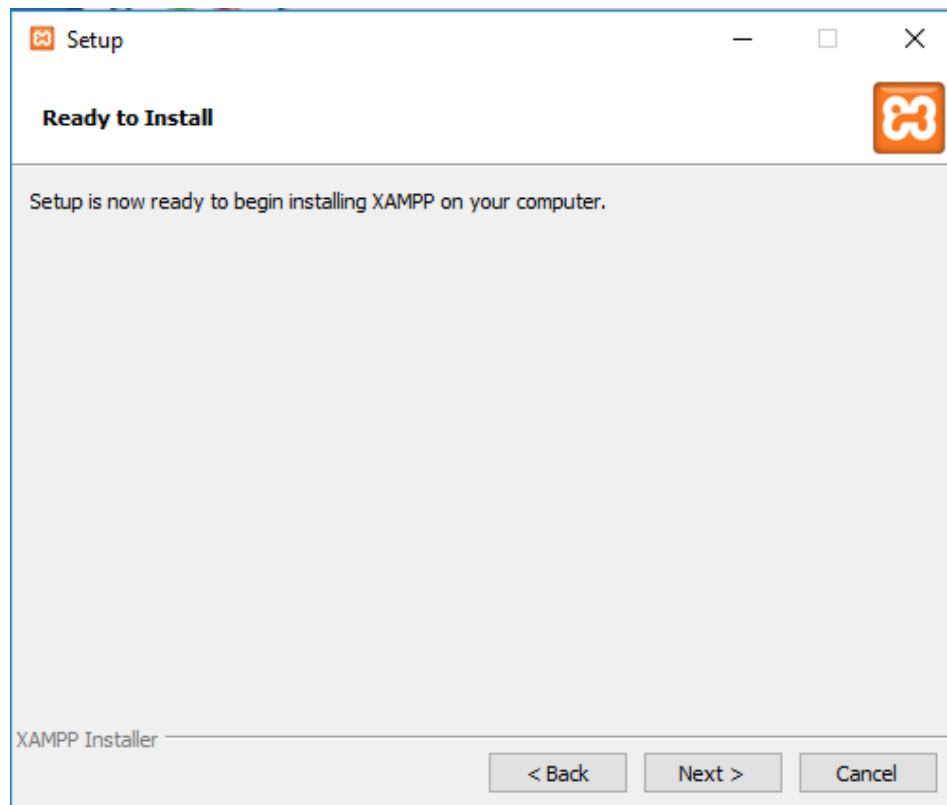 Setup
Ready to Install
Setup is now ready to begin installing XAMPP on your computer.
XAMPP Installer
< Back
Next >
Cancel